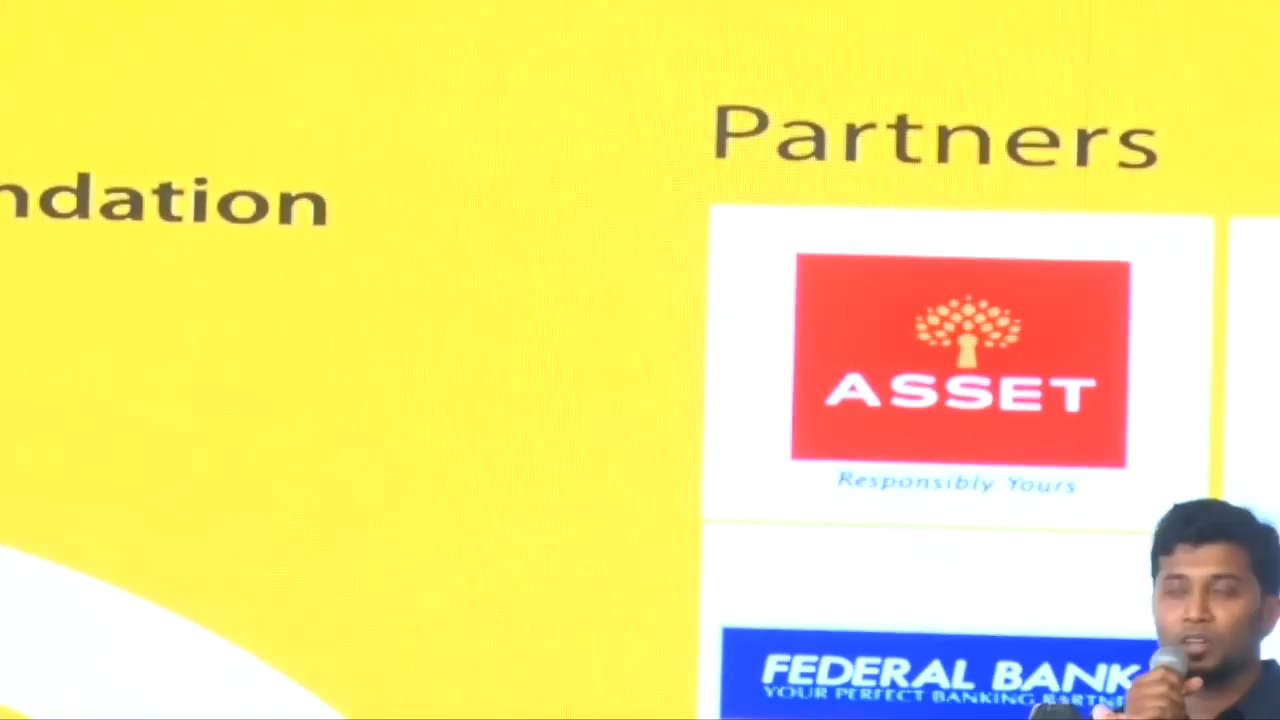 Partners
ndation
ASSET
Responsibly Yours
FEDERAL BANK
YOUR PERFECT BANKING